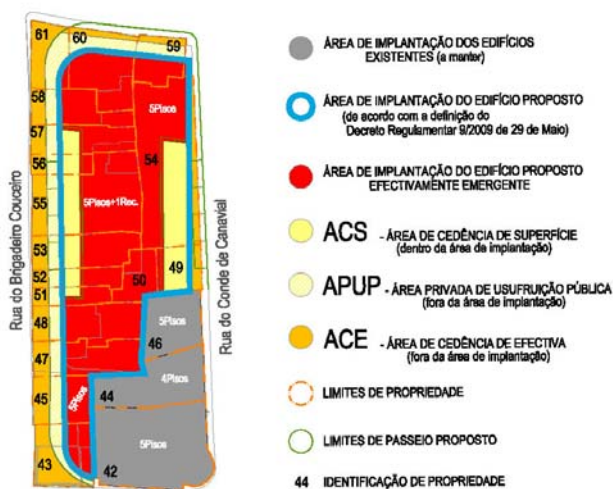 61
60
59
58
5Pisos
57
56
54
55
5Pisos+1Rec.
53
52
50
49
51
48
5Pisos
46
47
4Pisos
45
5Pisos
44
5Pisos
43
42
Rua do Brigadeiro Couceiro
Rua do Conde de Canavial
ÁREA DE IMPLANTAÇÃO DOS EDIFÍCIOS
EXISTENTES (a manter)
ÁREA DE IMPLANTAÇÃO DO EDIFÍCIO PROPOSTO
(de acordo com a definição do
Decreto Regulamentar 9/2009 de 29 de Maio)
ÁREA DE IMPLANTAÇÃO DO EDIFÍCIO PROPOSTO
EFECTIVAMENTE EMERGENTE
ACS - ÁREA DE CEDÊNCIA DE SUPERFÍCIE
(dentro da área de implantação)
APUP - ÁREA PRIVADA DE USUFRUIÇÃO PÚBLICA
(fora da área de implantação)
ACE - ÁREA DE CEDÊNCIA DE EFECTIVA
(fora da área de implantação)
LIMITES DE PROPRIEDADE
LIMITES DE PASSEIO PROPOSTO
44 IDENTIFICAÇÃO DE PROPRIEDADE